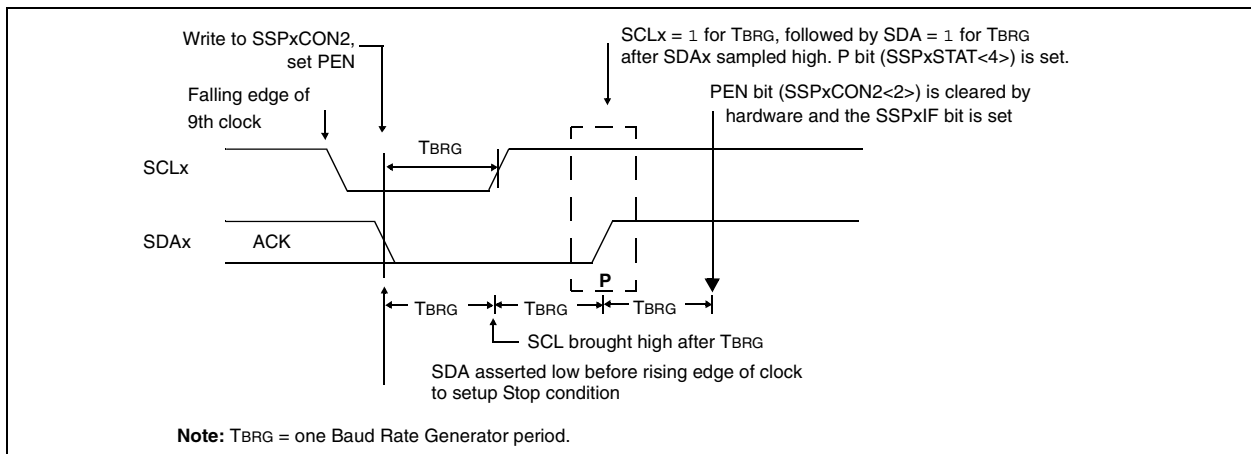 Write to SSPxCON2,
set PEN
SCLx = 1 for TBRG, followed by SDA = 1 for TBRG
after SDAx sampled high. P bit (SSPxSTAT<4>) is set.
Falling edge of
9th clock
PEN bit (SSPxCON2<2>) is cleared by
hardware and the SSPxIF bit is set
TBRG
SCLx
SDAx
ACK
P
TBRG
TBRG
TBRG
SCL brought high after TBRG
SDA asserted low before rising edge of clock
to setup Stop condition
Note: TBRG = one Baud Rate Generator period.